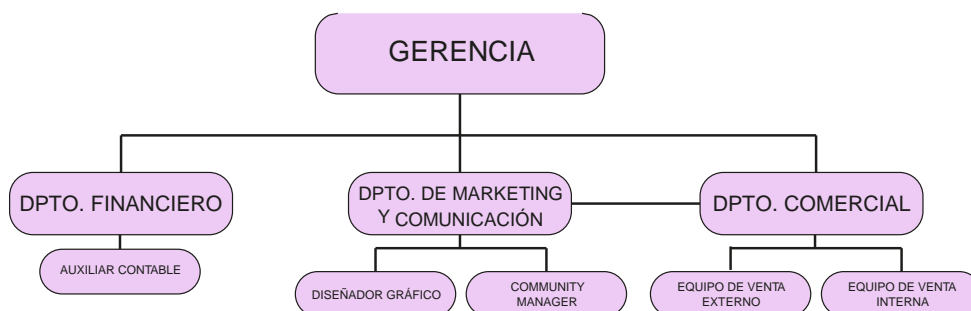 GERENCIA
DPTO. FINANCIERO
DPTO. DE MARKETING
Y COMUNICACIÓN
DPTO. COMERCIAL
AUXILIAR CONTABLE
DISEÑADOR GRÁFICO
COMMUNITY
MANAGER
EQUIPO DE VENTA
EXTERNO
EQUIPO DE VENTA
INTERNA